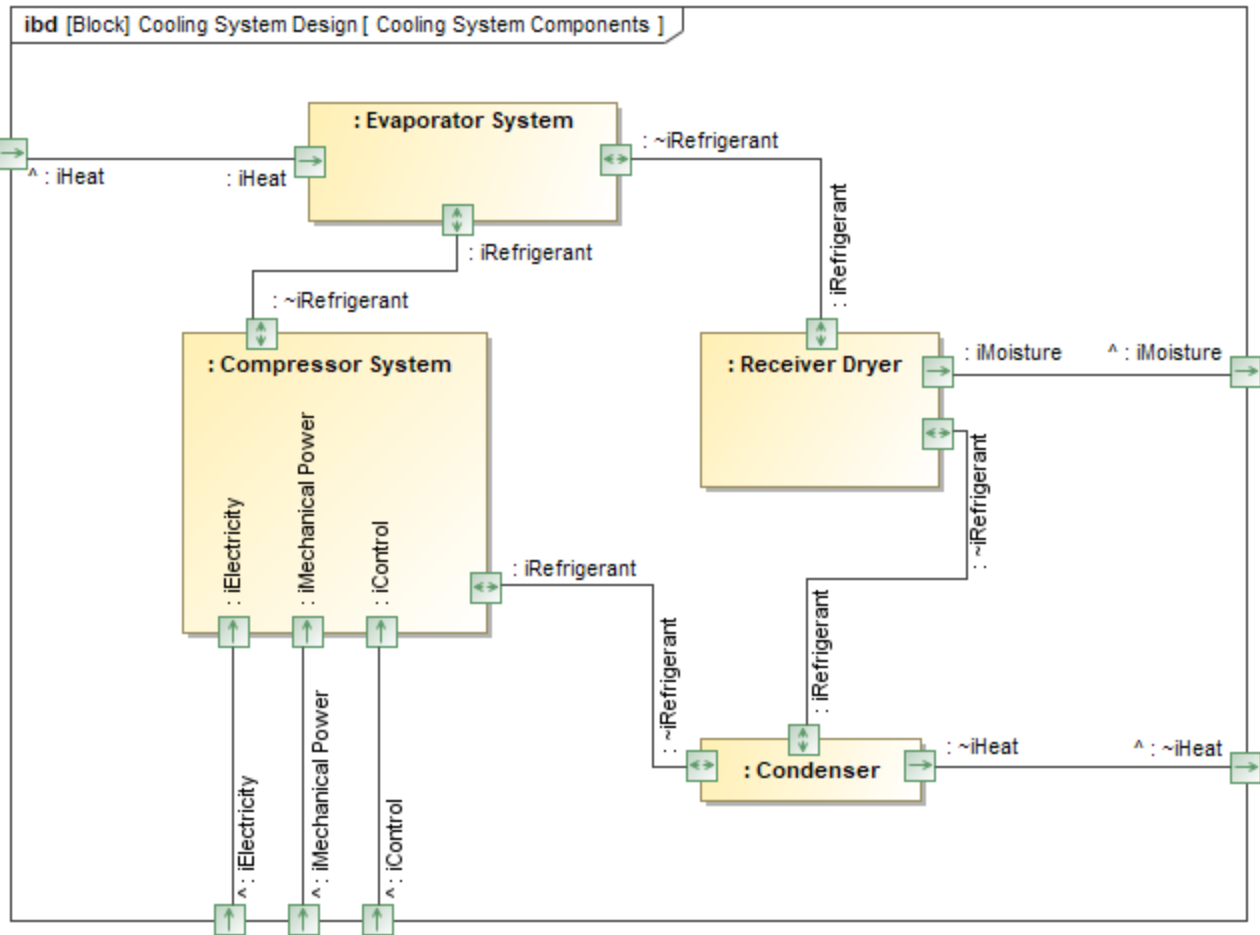 ibd [Block] Cooling System Design [ Cooling System Components ]
: Evaporator System
: ~iRefrigerant
^ : iHeat
: iHeat
: iRefrigerant
: iRefrigerant
: ~iRefrigerant
: Compressor System
: Receiver Dryer
: iMoisture
^ : iMoisture
: ~iRefrigerant
: iElectricity
: iMechanical Power
: iControl
: iRefrigerant
: ~iRefrigerant
: iRefrigerant
: Condenser
: ~iHeat
^ : ~iHeat
^ : iElectricity
^ : iMechanical Power
^ : iControl